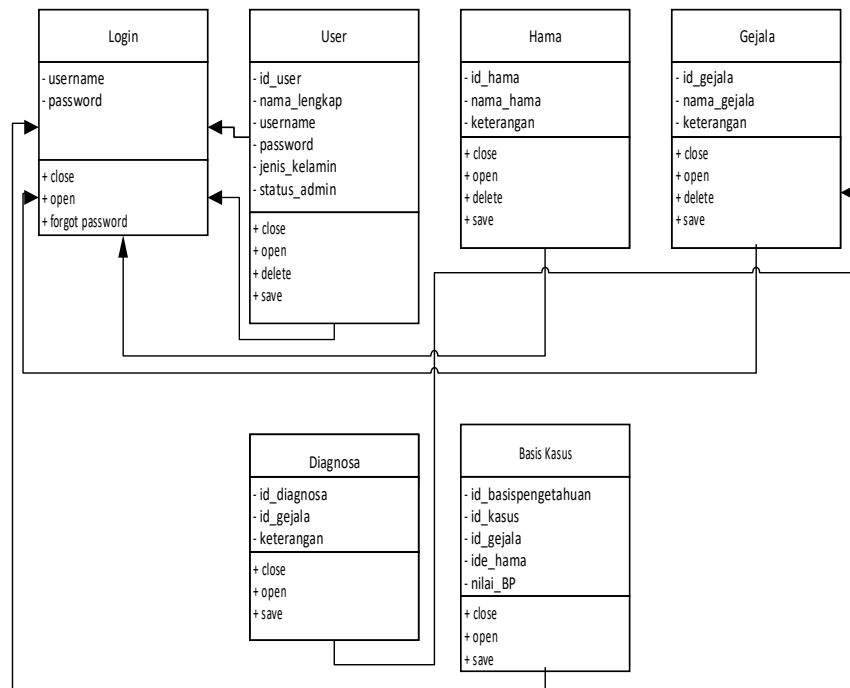 Login
- username
- password
+ close
+ open
+ forgot password
User
- id_user
- nama_lengkap
- username
- password
- jenis_kelamin
- status_admin
+ close
+ open
+ delete
+ save
Hama
- id_hama
- nama_hama
- keterangan
+ close
+ open
+ delete
+ save
Gejala
- id_gejala
- nama_gejala
- keterangan
+ close
+ open
+ delete
+ save
Diagnosa
- id_diagnosa
- id_gejala
- keterangan
+ close
+ open
+ save
Basis Kasus
- id_basispengetahuan
- id_kasus
- id_gejala
- ide_hama
- nilai_BP
+ close
+ open
+ save